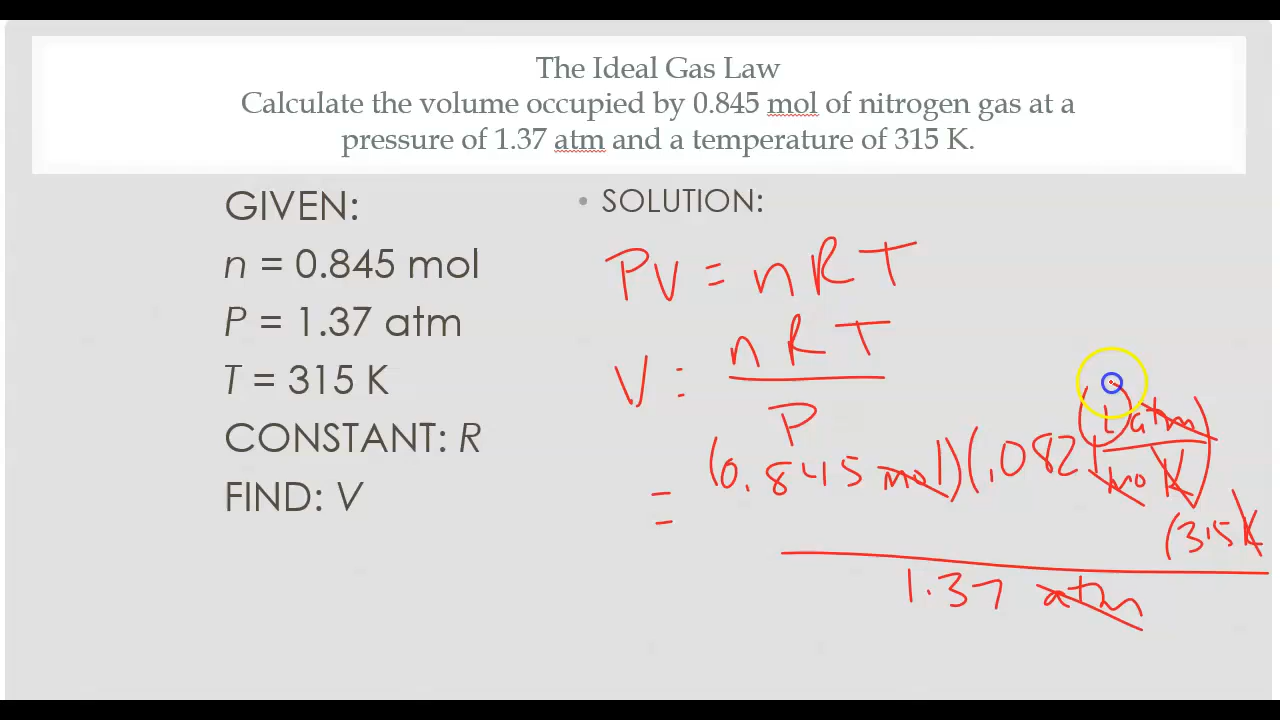 The Ideal Gas Law
Calculate the volume occupied by 0.845 mol of nitrogen gas at a
pressure of 1.37 atm and a temperature of 315 K.
GIVEN:
n = 0.845 mol
P = 1.37 atm
T = 315 K
CONSTANT: R
FIND: V
• SOLUTION:
PV = nRT
V = nRT
P
= (0.845 mol)(.0821 L atm
mol K)
(315 K
1.37 atm